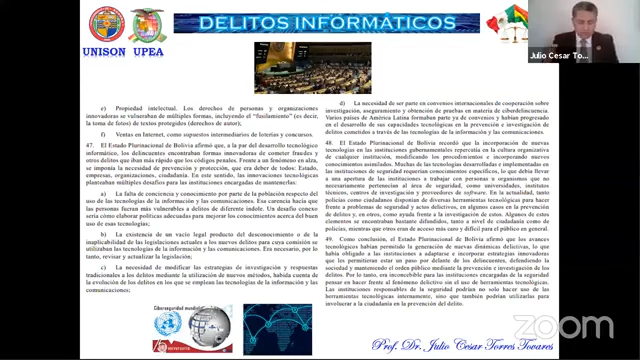 DELITOS INFORMÁTICOS
UNISON UPEA
Julio Cesar To...
e) Propiedad intelectual. Los derechos de personas y organizaciones
innovadoras se vulneraban de múltiples formas, incluyendo el "fusilamiento" (es decir,
la toma de fotos) de textos protegidos (derechos de autor);
f) Ventas en Internet, como supuestos intermediarios de loterías y concursos.
47. El Estado Plurinacional de Bolivia afirmó que, a la par del desarrollo tecnológico
informático, los delincuentes encontraban formas innovadoras de cometer fraudes y
otros delitos que iban más rápido que los códigos penales. Frente a un fenómeno en alza,
se imponía la necesidad de prevención y protección, que era deber de todos: Estado,
empresas, organizaciones, ciudadanía. En este sentido, las innovaciones tecnológicas
planteaban múltiples desafíos para las instituciones encargadas de mantenerlas:
a) La falta de conciencia y conocimiento por parte de la población respecto del
uso de las tecnologías de la información y las comunicaciones. Esa carencia hacía que
las personas fueran más vulnerables a delitos de diferente índole. Un desafío conexo
sería cómo elaborar políticas adecuadas para mejorar los conocimientos acerca del buen
uso de esas tecnologías;
b) La existencia de un vacío legal producto del desconocimiento o de la
inaplicabilidad de las legislaciones actuales a los nuevos delitos para cuya comisión se
utilizaban las tecnologías de la información y las comunicaciones. Era necesario, por lo
tanto, revisar y actualizar la legislación;
c) La necesidad de modificar las estrategias de investigación y respuestas
tradicionales a los delitos mediante la utilización de nuevos métodos, habida cuenta de
la evolución de los delitos en los que se emplean las tecnologías de la información y las
comunicaciones;
d) La necesidad de ser parte en convenios internacionales de cooperación sobre
investigación, aseguramiento y obtención de pruebas en materia de ciberdelincuencia.
Varios países de América Latina formaban parte ya de convenios y habían progresado
en el desarrollo de sus capacidades tecnológicas en la prevención e investigación de
delitos cometidos a través de las tecnologías de la información y las comunicaciones.
48. El Estado Plurinacional de Bolivia recordó que la incorporación de nuevas
tecnologías en las instituciones gubernamentales repercutía en la cultura organizativa
de cualquier institución, modificando los procedimientos e incorporando nuevos
conocimientos asimilados. Muchas de las tecnologías desarrolladas e implementadas en
las instituciones de seguridad requerían conocimientos específicos, lo que debía llevar
a una apertura de las instituciones a trabajar con personas u organismos que no
necesariamente pertenecían al área de seguridad, como universidades, institutos
técnicos, centros de investigación y proveedores de software. En la actualidad, tanto
policías como ciudadanos disponían de diversas herramientas tecnológicas para hacer
frente a problemas de seguridad y actos delictivos, en algunos casos en la prevención
de delitos y, en otros, como ayuda frente a la investigación de estos. Algunos de estos
elementos se encontraban bastante difundidos, tanto a nivel de ciudadanía como de
policías, mientras que otros eran de acceso más caro y difícil para el público en general.
49. Como conclusión, el Estado Plurinacional de Bolivia afirmó que los avances
tecnológicos habían permitido la generación de nuevas dinámicas delictivas, lo que
había obligado a las instituciones a adaptarse e incorporar estrategias innovadoras
que les permitieran estar un paso por delante de los delincuentes, defendiendo la
sociedad y manteniendo el orden público mediante la prevención e investigación de los
delitos. Por lo tanto, era inconcebible para las instituciones encargadas de la seguridad
pensar en hacer frente al fenómeno delictivo sin el uso de herramientas tecnológicas.
Las instituciones responsables de la seguridad podrían no solo hacer uso de las
herramientas tecnológicas internamente, sino que también podrían utilizarlas para
involucrar a la ciudadanía en la prevención del delito.
Ciberseguridad mundial
Prof. Dr. Julio Cesar Torres Tovares
zoom